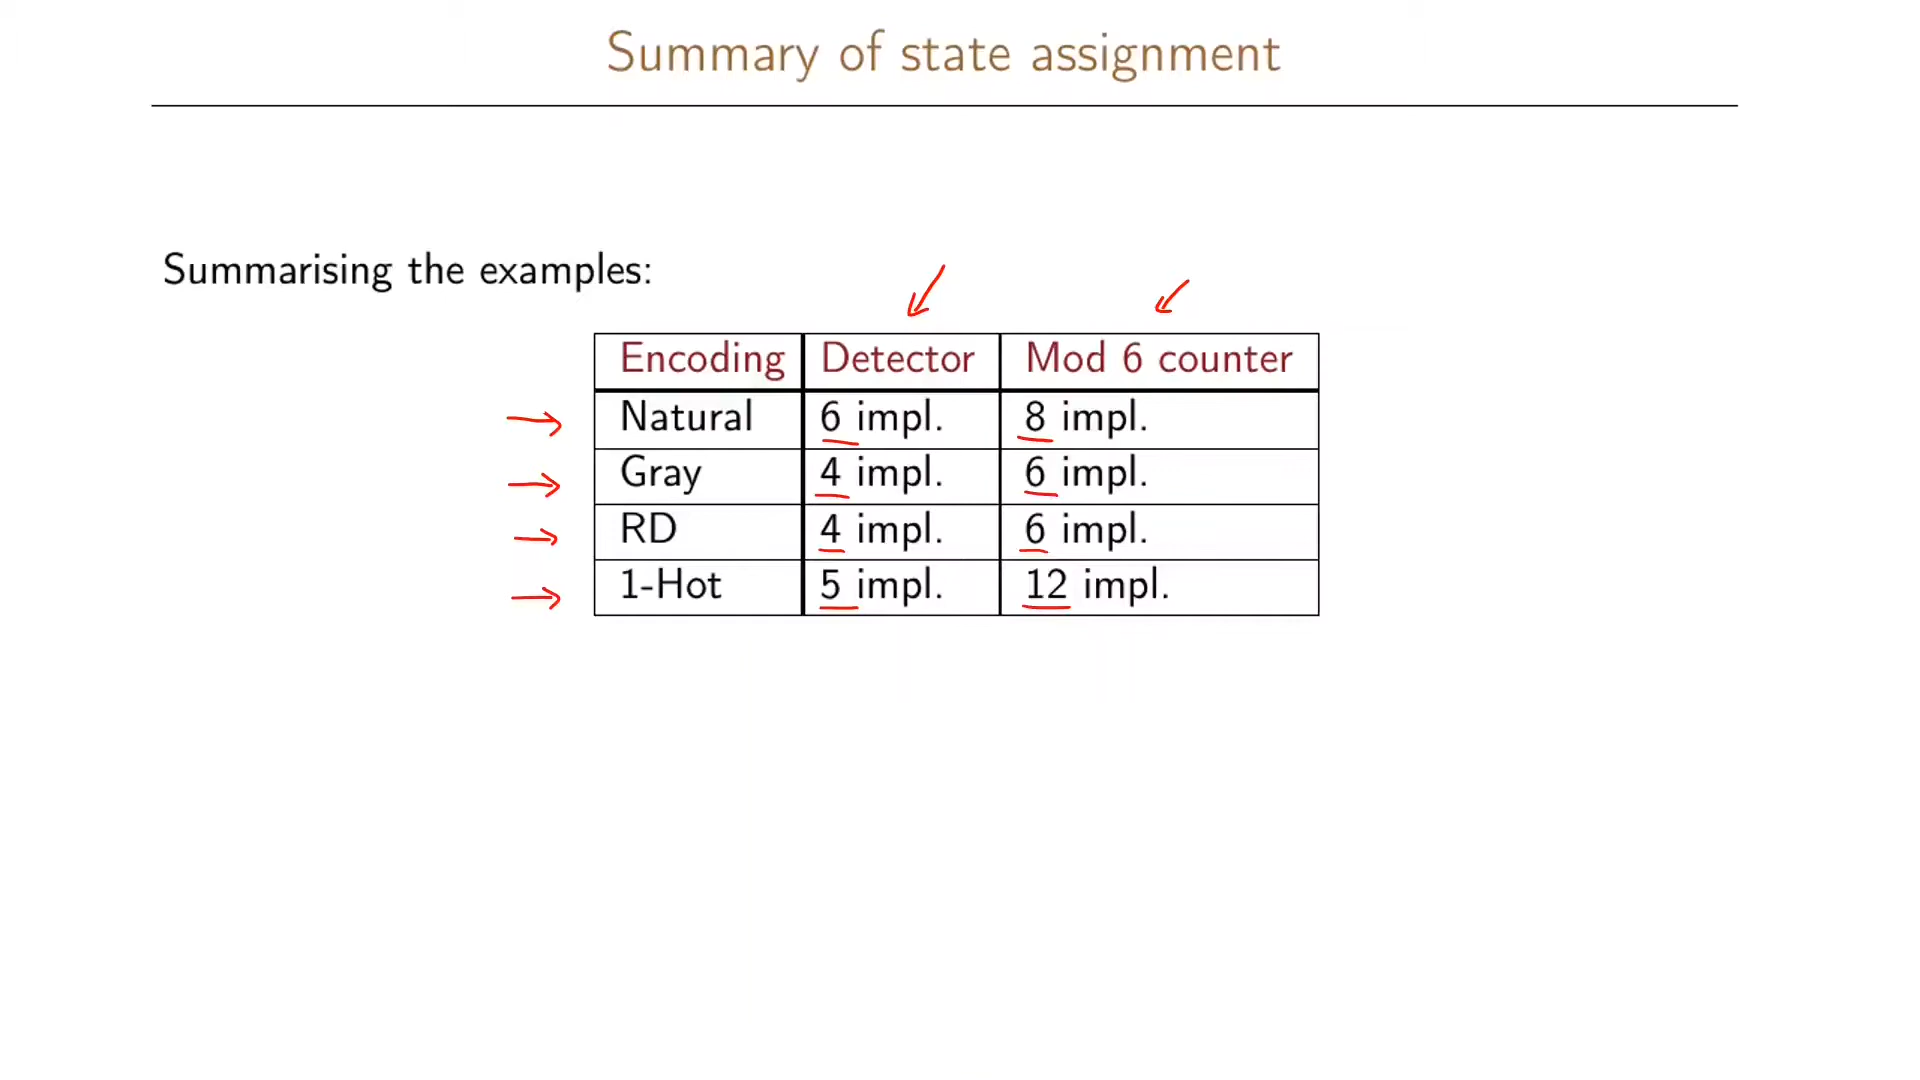 Summary of state assignment
Summarising the examples:
Encoding Detector Mod 6 counter
Natural 6 impl. 8 impl.
Gray 4 impl. 6 impl.
RD 4 impl. 6 impl.
1-Hot 5 impl. 12 impl.